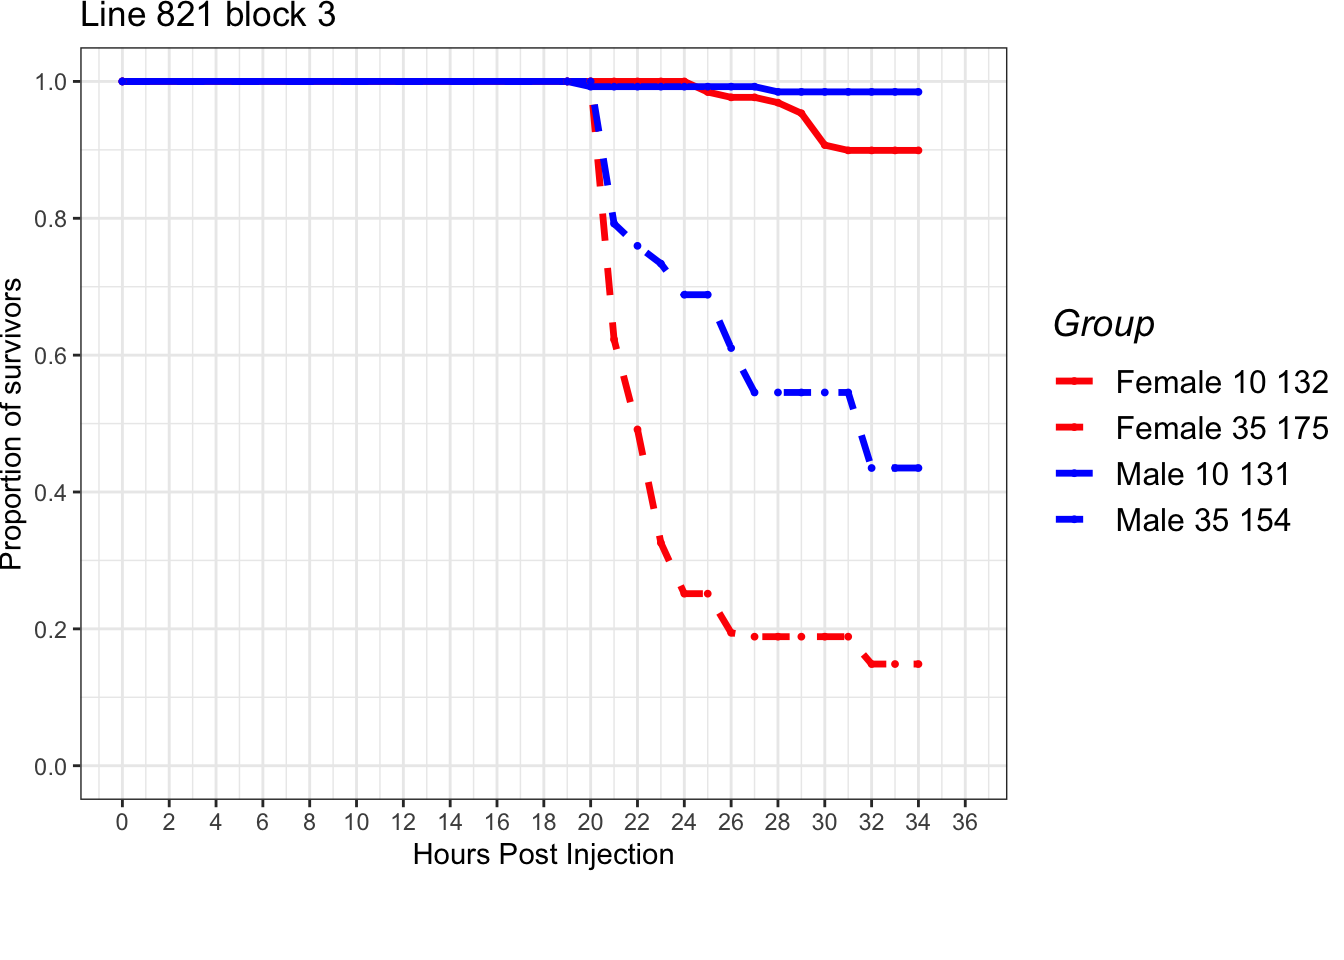 Line 821 block 3
1.0
0.8
0.6
0.4
0.2
0.0
Proportion of survivors
0 2 4 6 8 10 12 14 16 18 20 22 24 26 28 30 32 34 36
Hours Post Injection
Group
Female 10 132
Female 35 175
Male 10 131
Male 35 154